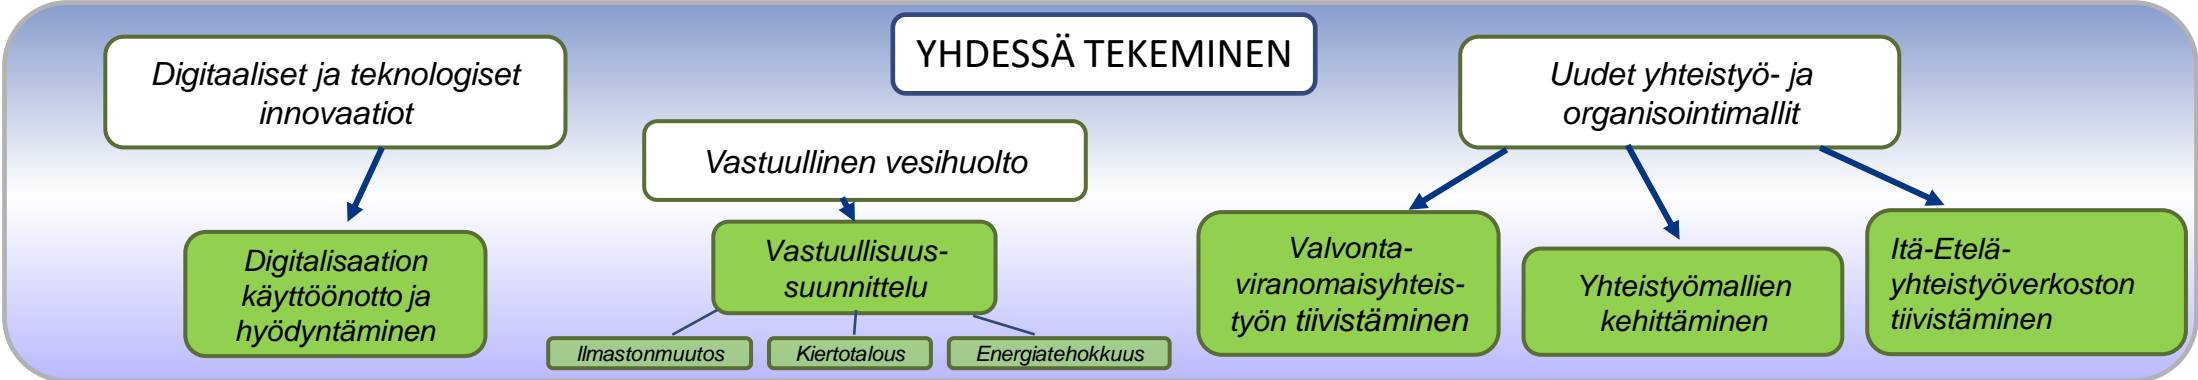 YHDESSÄ TEKEMINEN
Digitaaliset ja teknologiset
innovaatiot
Digitalisaation
käyttöönotto ja
hyödyntäminen
Vastuullinen vesihuolto
Vastuullisuus-
suunnittelu
Ilmastonmuutos
Kiertotalous
Energiatehokkuus
Uudet yhteistyö- ja
organisointimallit
Valvonta-
viranomaisyhteis-
työn tiivistäminen
Yhteistyömallien
kehittäminen
Itä-Etelä-
yhteistyöverkoston
tiivistäminen